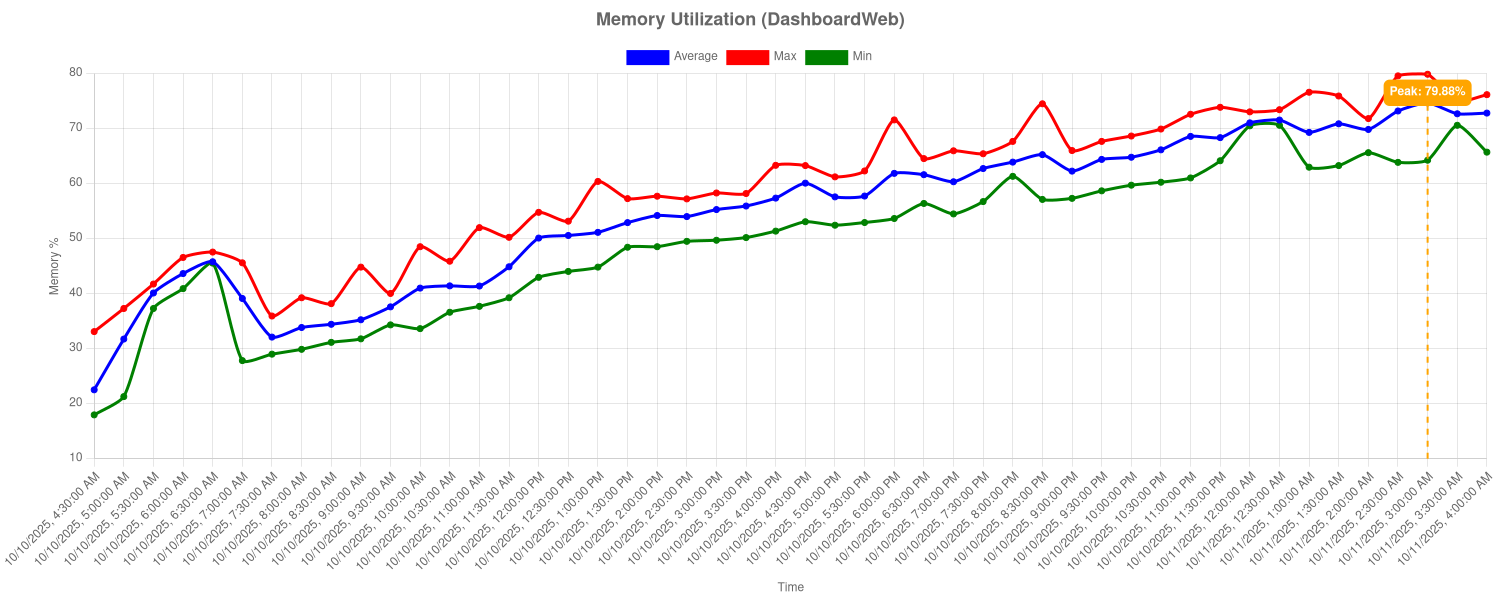 Memory Utilization (DashboardWeb)
Average Max Min
80
Peak: 79.88%
70
60
50
40
30
20
10
Memory %
10/10/2025, 4:30:00 AM
10/10/2025, 5:00:00 AM
10/10/2025, 5:30:00 AM
10/10/2025, 6:00:00 AM
10/10/2025, 6:30:00 AM
10/10/2025, 7:00:00 AM
10/10/2025, 7:30:00 AM
10/10/2025, 8:00:00 AM
10/10/2025, 8:30:00 AM
10/10/2025, 9:00:00 AM
10/10/2025, 9:30:00 AM
10/10/2025, 10:00:00 AM
10/10/2025, 10:30:00 AM
10/10/2025, 11:00:00 AM
10/10/2025, 11:30:00 AM
10/10/2025, 12:00:00 PM
10/10/2025, 12:30:00 PM
10/10/2025, 1:00:00 PM
10/10/2025, 1:30:00 PM
10/10/2025, 2:00:00 PM
10/10/2025, 2:30:00 PM
10/10/2025, 3:00:00 PM
10/10/2025, 3:30:00 PM
10/10/2025, 4:00:00 PM
10/10/2025, 4:30:00 PM
10/10/2025, 5:00:00 PM
10/10/2025, 5:30:00 PM
10/10/2025, 6:00:00 PM
10/10/2025, 6:30:00 PM
10/10/2025, 7:00:00 PM
10/10/2025, 7:30:00 PM
10/10/2025, 8:00:00 PM
10/10/2025, 8:30:00 PM
10/10/2025, 9:00:00 PM
10/10/2025, 9:30:00 PM
10/10/2025, 10:00:00 PM
10/10/2025, 10:30:00 PM
10/10/2025, 11:00:00 PM
10/10/2025, 11:30:00 PM
10/11/2025, 12:00:00 AM
10/11/2025, 12:30:00 AM
10/11/2025, 1:00:00 AM
10/11/2025, 1:30:00 AM
10/11/2025, 2:00:00 AM
10/11/2025, 2:30:00 AM
10/11/2025, 3:00:00 AM
10/11/2025, 3:30:00 AM
10/11/2025, 4:00:00 AM
Time